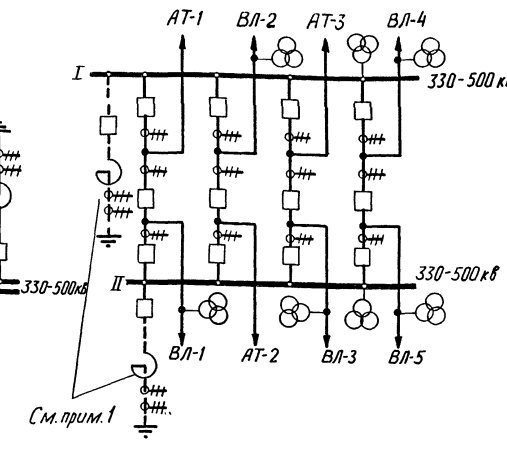 АТ-1 ВЛ-2 АТ-3 ВЛ-4
I
330-500 к
330-500кв
II
330-500 кв
ВЛ-1 АТ-2 ВЛ-3 ВЛ-5
См. прим. 1